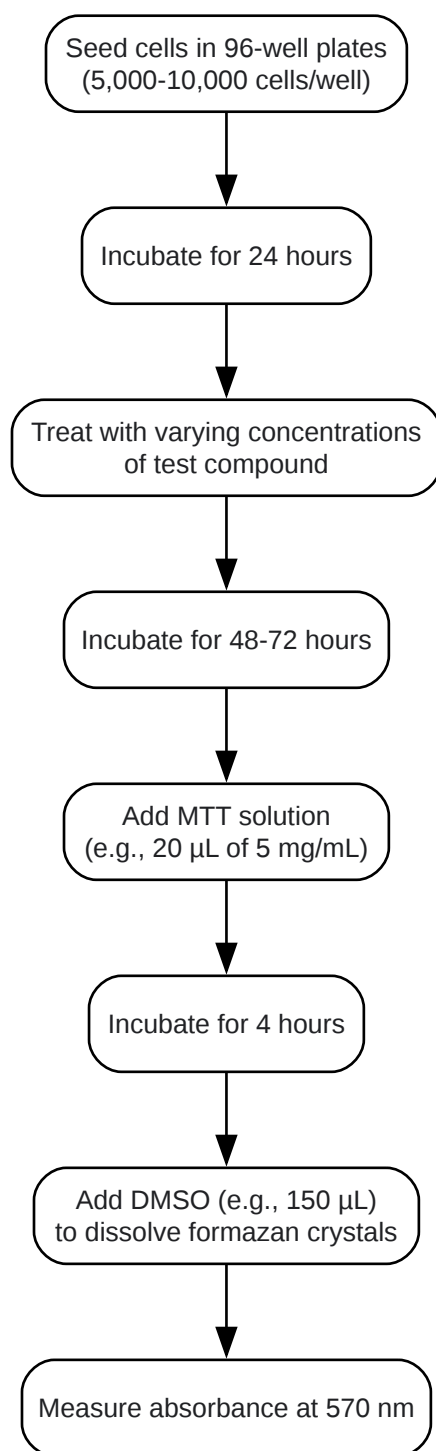 Seed cells in 96-well plates
(5,000-10,000 cells/well)
Incubate for 24 hours
Treat with varying concentrations
of test compound
Incubate for 48-72 hours
Add MTT solution
(e.g., 20 µL of 5 mg/mL)
Incubate for 4 hours
Add DMSO (e.g., 150 µL)
to dissolve formazan crystals
Measure absorbance at 570 nm